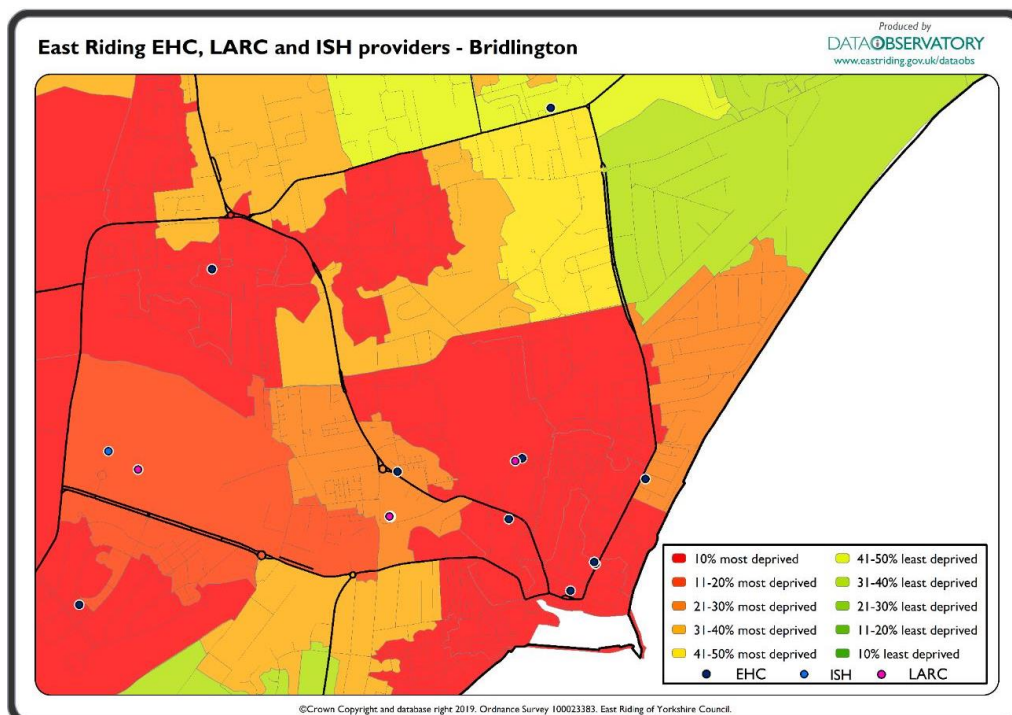 East Riding EHC, LARC and ISH providers - Bridlington
Produced by
DATA OBSERVATORY
www.eastriding.gov.uk/dataobs
10% most deprived
11-20% most deprived
21-30% most deprived
31-40% most deprived
41-50% most deprived
41-50% least deprived
31-40% least deprived
21-30% least deprived
11-20% least deprived
10% least deprived
EHC ISH LARC
©Crown Copyright and database right 2019. Ordnance Survey 100023383. East Riding of Yorkshire Council.